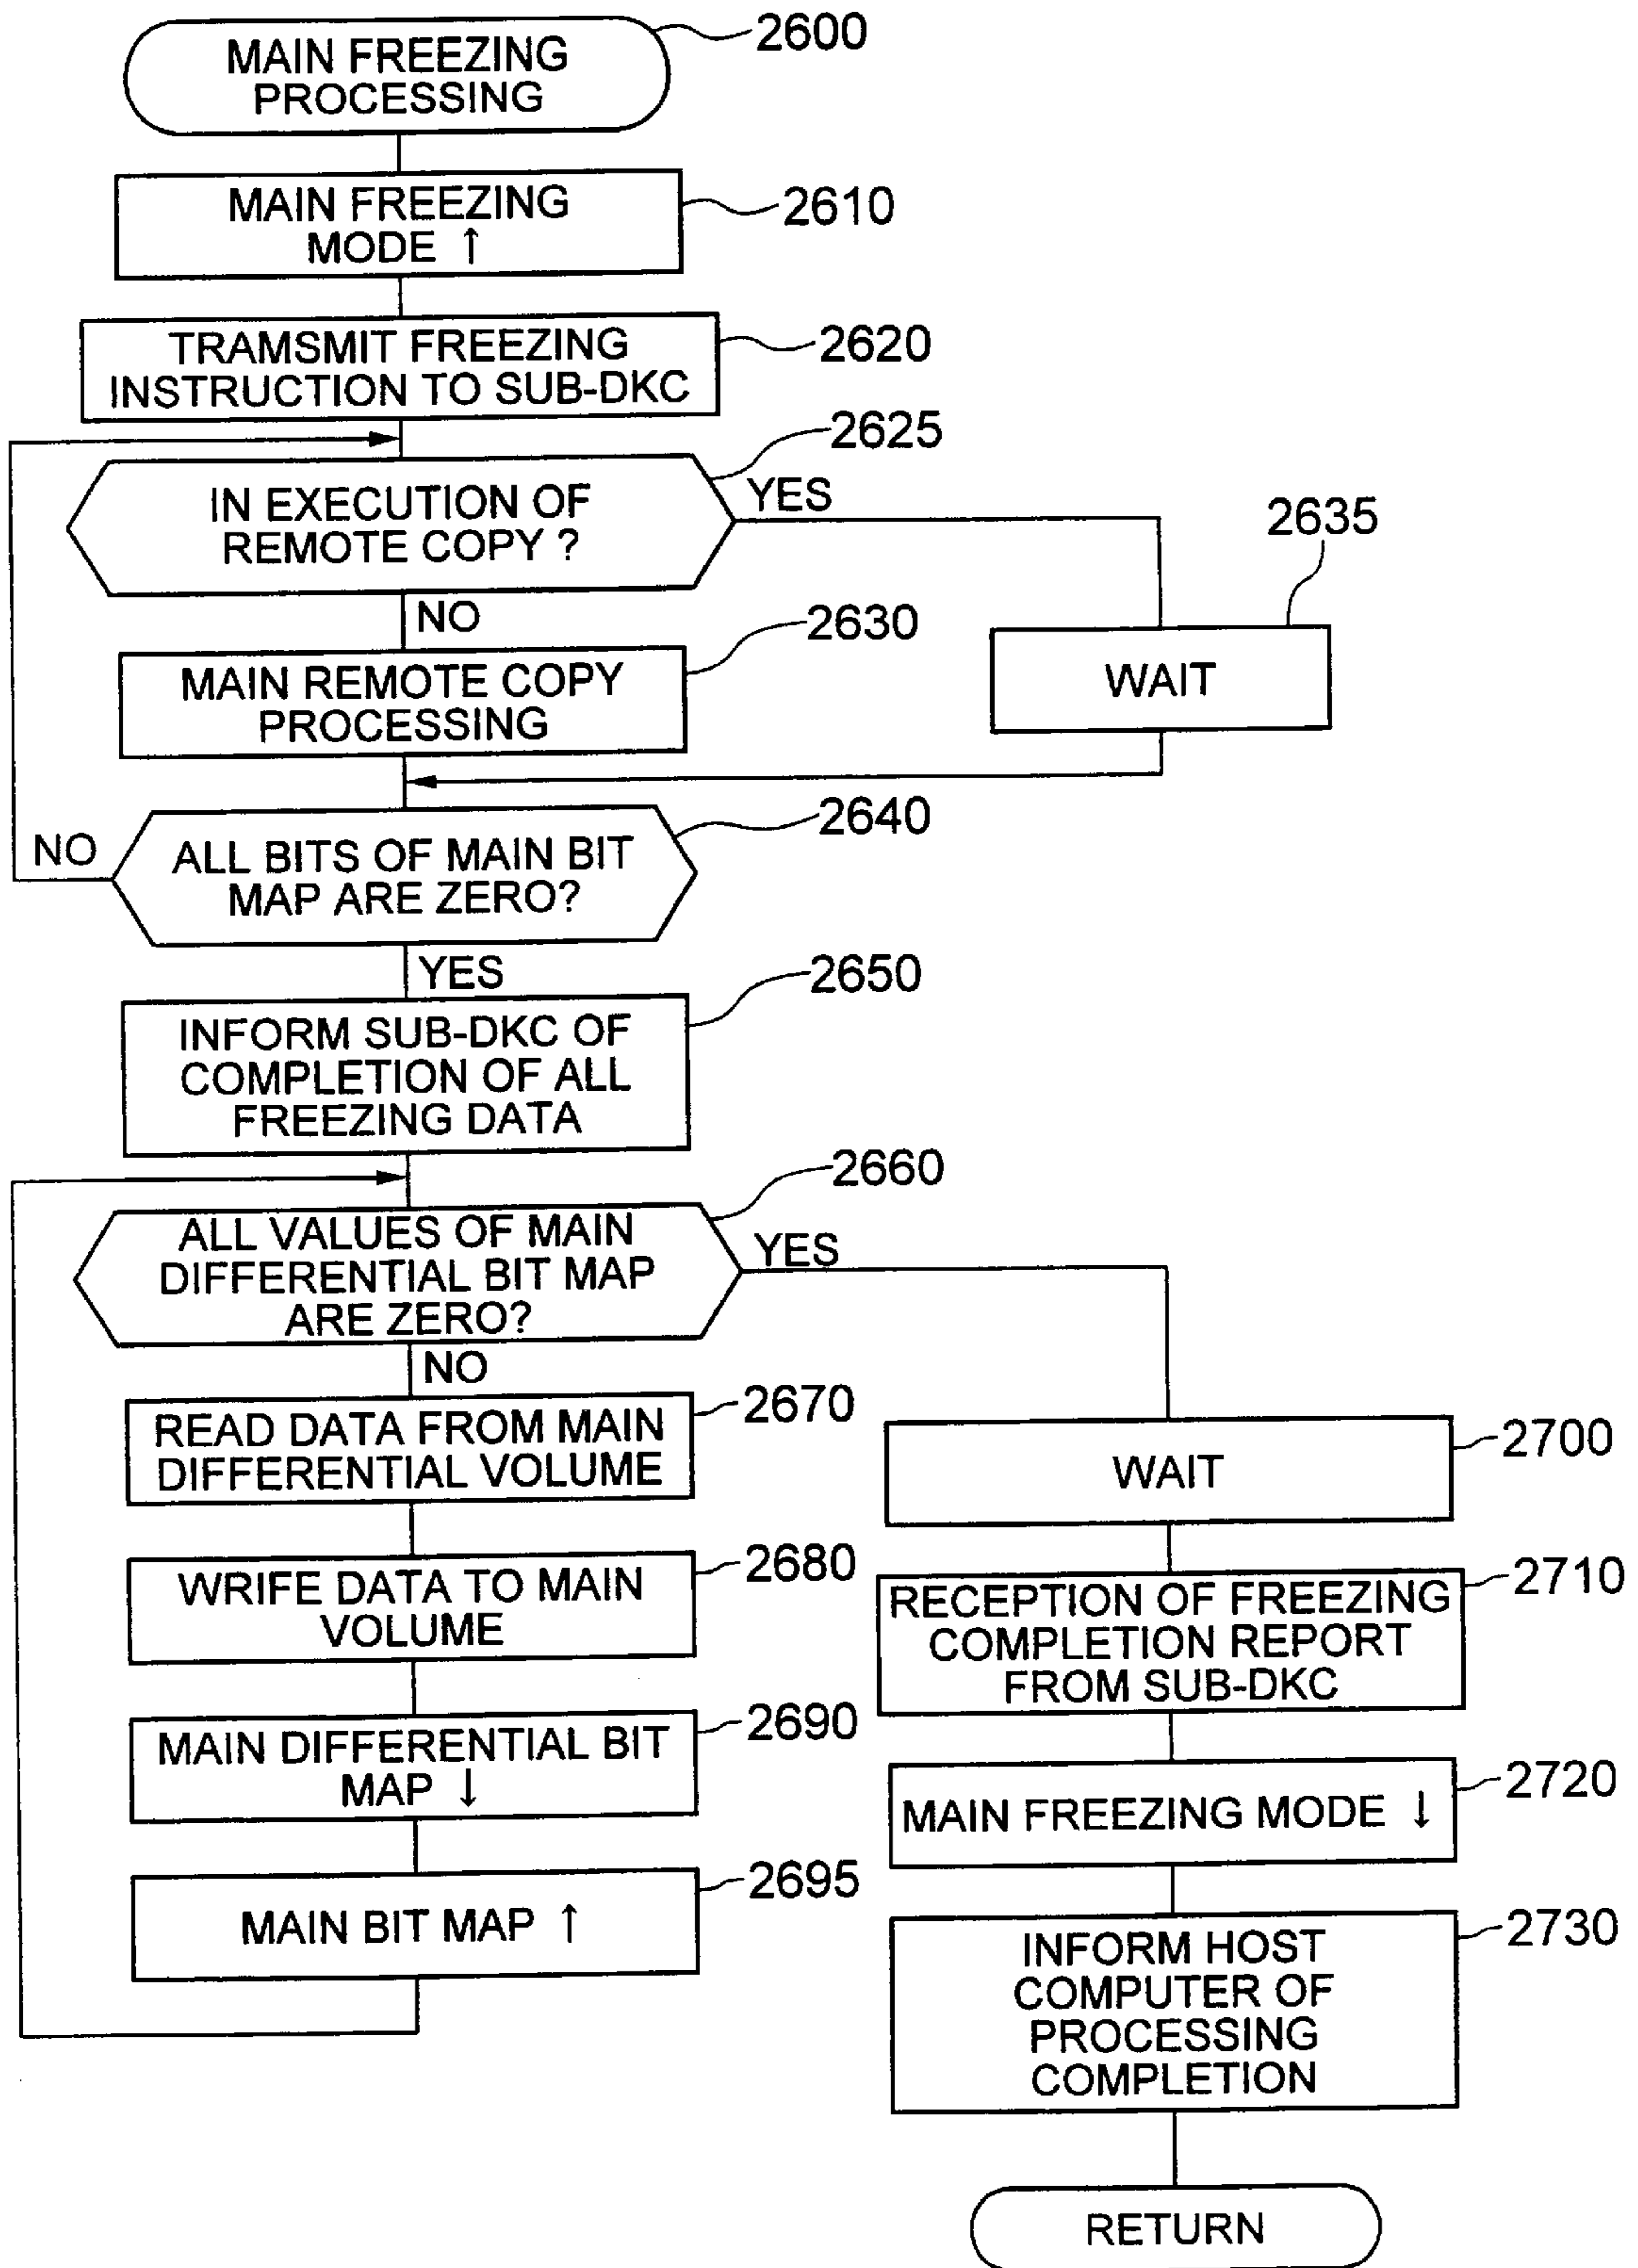 MAIN FREEZING
PROCESSING
2600
MAIN FREEZING
MODE ↑
2610
TRAMSMIT FREEZING
INSTRUCTION TO SUB-DKC
2620
IN EXECUTION OF
REMOTE COPY ?
2625
YES
NO
2635
WAIT
MAIN REMOTE COPY
PROCESSING
2630
ALL BITS OF MAIN BIT
MAP ARE ZERO?
2640
NO
YES
INFORM SUB-DKC OF
COMPLETION OF ALL
FREEZING DATA
2650
ALL VALUES OF MAIN
DIFFERENTIAL BIT MAP
ARE ZERO?
2660
YES
NO
READ DATA FROM MAIN
DIFFERENTIAL VOLUME
2670
WRIFE DATA TO MAIN
VOLUME
2680
MAIN DIFFERENTIAL BIT
MAP ↓
2690
MAIN BIT MAP ↑
2695
WAIT
2700
RECEPTION OF FREEZING
COMPLETION REPORT
FROM SUB-DKC
2710
MAIN FREEZING MODE ↓
2720
INFORM HOST
COMPUTER OF
PROCESSING
COMPLETION
2730
RETURN